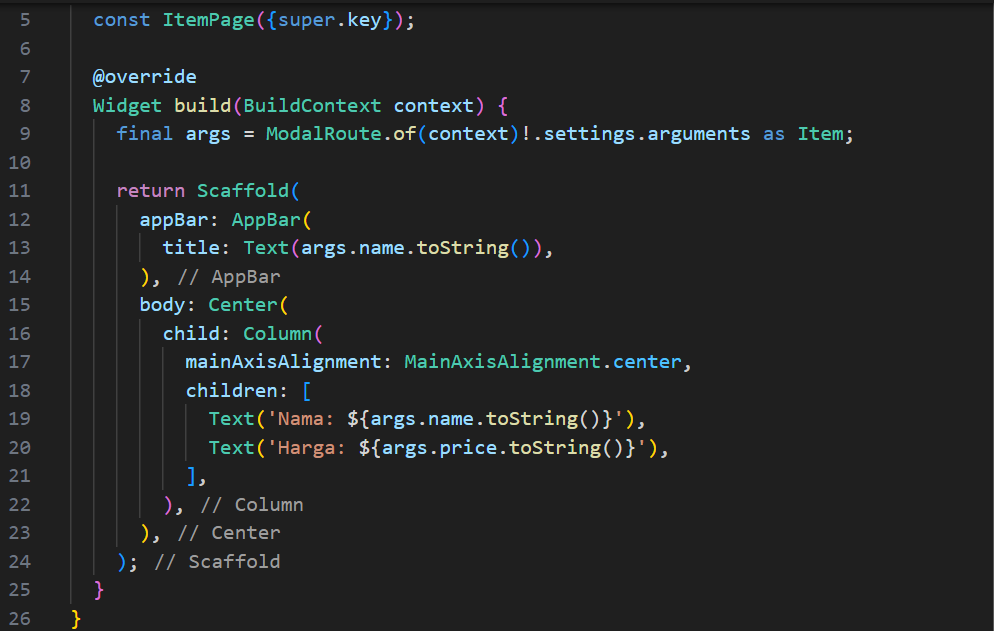 5 const ItemPage({super.key});
6
7 @override
8 Widget build(BuildContext context) {
9 final args = ModalRoute.of(context)!.settings.arguments as Item;
10
11 return Scaffold(
12 appBar: AppBar(
13 title: Text(args.name.toString()),
14 ), // AppBar
15 body: Center(
16 child: Column(
17 mainAxisAlignment: MainAxisAlignment.center,
18 children: [
19 Text('Nama: ${args.name.toString()}'),
20 Text('Harga: ${args.price.toString()}'),
21 ],
22 ), // Column
23 ), // Center
24 ); // Scaffold
25 }
26 }